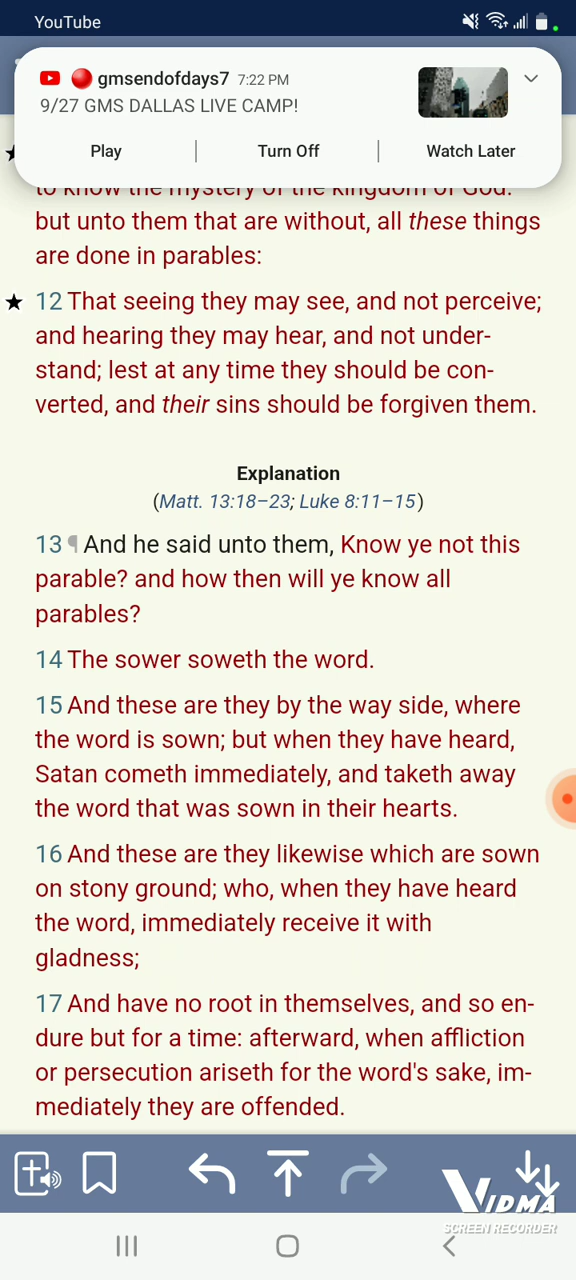 YouTube
gmsendofdays7 7:22 PM
9/27 GMS DALLAS LIVE CAMP!
Play | Turn Off | Watch Later
to know the mystery of the kingdom of God:
but unto them that are without, all these things
are done in parables:
★ 12 That seeing they may see, and not perceive;
and hearing they may hear, and not under-
stand; lest at any time they should be con-
verted, and their sins should be forgiven them.
Explanation
(Matt. 13:18–23; Luke 8:11–15)
13 ¶ And he said unto them, Know ye not this
parable? and how then will ye know all
parables?
14 The sower soweth the word.
15 And these are they by the way side, where
the word is sown; but when they have heard,
Satan cometh immediately, and taketh away
the word that was sown in their hearts.
16 And these are they likewise which are sown
on stony ground; who, when they have heard
the word, immediately receive it with
gladness;
17 And have no root in themselves, and so en-
dure but for a time: afterward, when affliction
or persecution ariseth for the word's sake, im-
mediately they are offended.
VIDMA
SCREEN RECORDER